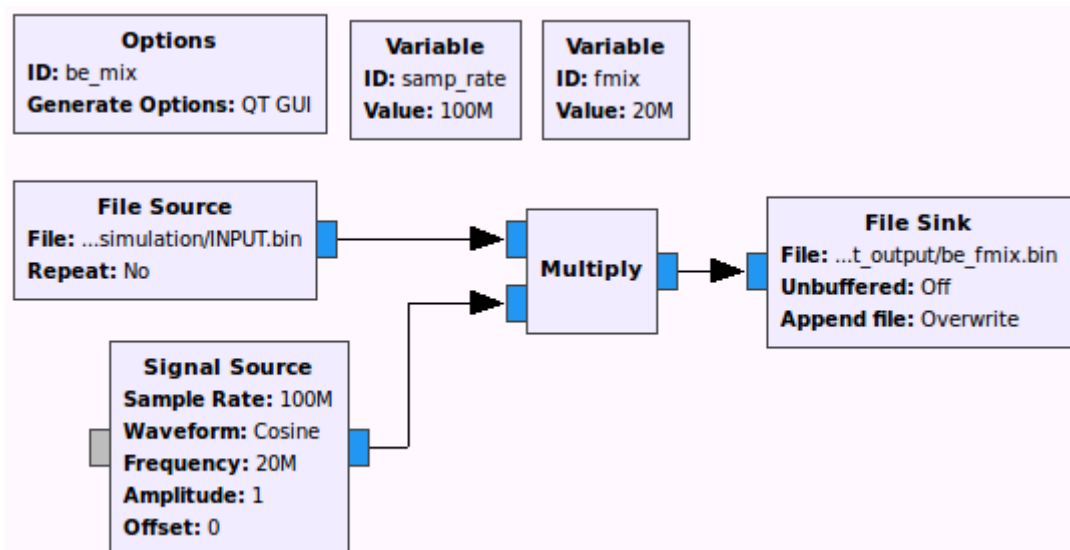 Options
ID: be_mix
Generate Options: QT GUI
Variable
ID: samp_rate
Value: 100M
Variable
ID: fmix
Value: 20M
File Source
File: ...simulation/INPUT.bin
Repeat: No
Multiply
File Sink
File: ...t_output/be_fmix.bin
Unbuffered: Off
Append file: Overwrite
Signal Source
Sample Rate: 100M
Waveform: Cosine
Frequency: 20M
Amplitude: 1
Offset: 0